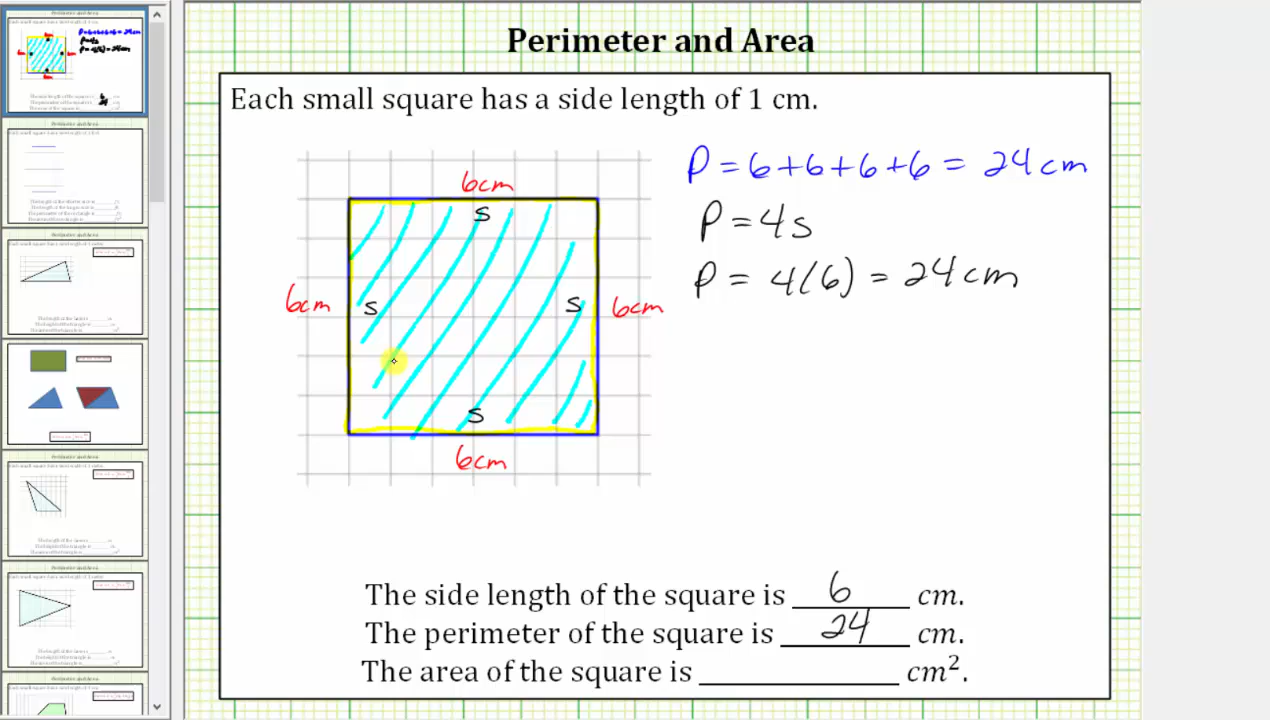 Perimeter and Area
Each small square has a side length of 1 cm.
6cm
s
6cm
s
s
6cm
s
6cm
P = 6+6+6+6 = 24 cm
P = 4s
P = 4(6) = 24 cm
The side length of the square is 6 cm.
The perimeter of the square is 24 cm.
The area of the square is ___________ cm².